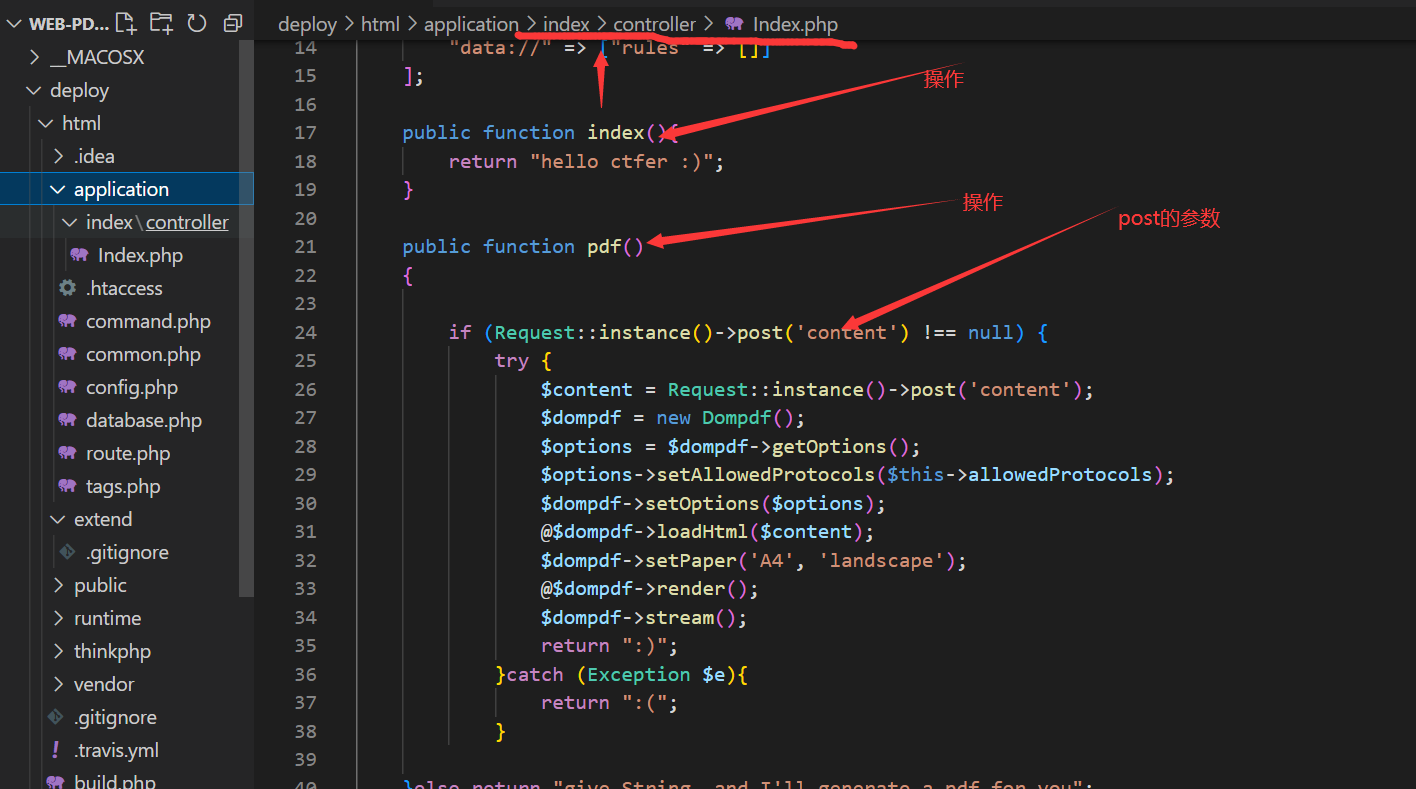 WEB-PD...
__MACOSX
deploy
html
.idea
application
index\controller
Index.php
.htaccess
command.php
common.php
config.php
database.php
route.php
tags.php
extend
.gitignore
public
runtime
thinkphp
vendor
.gitignore
.travis.yml
build.php
deploy > html > application > index > controller > Index.php
14 "data://" => ["rules" => []]
15 ];
16
操作
17 public function index(){
18 return "hello ctfer :)";
19 }
20
操作
post的参数
21 public function pdf()
22 {
23
24 if (Request::instance()->post('content') !== null) {
25 try {
26 $content = Request::instance()->post('content');
27 $dompdf = new Dompdf();
28 $options = $dompdf->getOptions();
29 $options->setAllowedProtocols($this->allowedProtocols);
30 $dompdf->setOptions($options);
31 @$dompdf->loadHtml($content);
32 $dompdf->setPaper('A4', 'landscape');
33 @$dompdf->render();
34 $dompdf->stream();
35 return ":)";
36 }catch (Exception $e){
37 return ":(";
38 }
39
40 }else return "give String, and I'll generate a pdf for you";